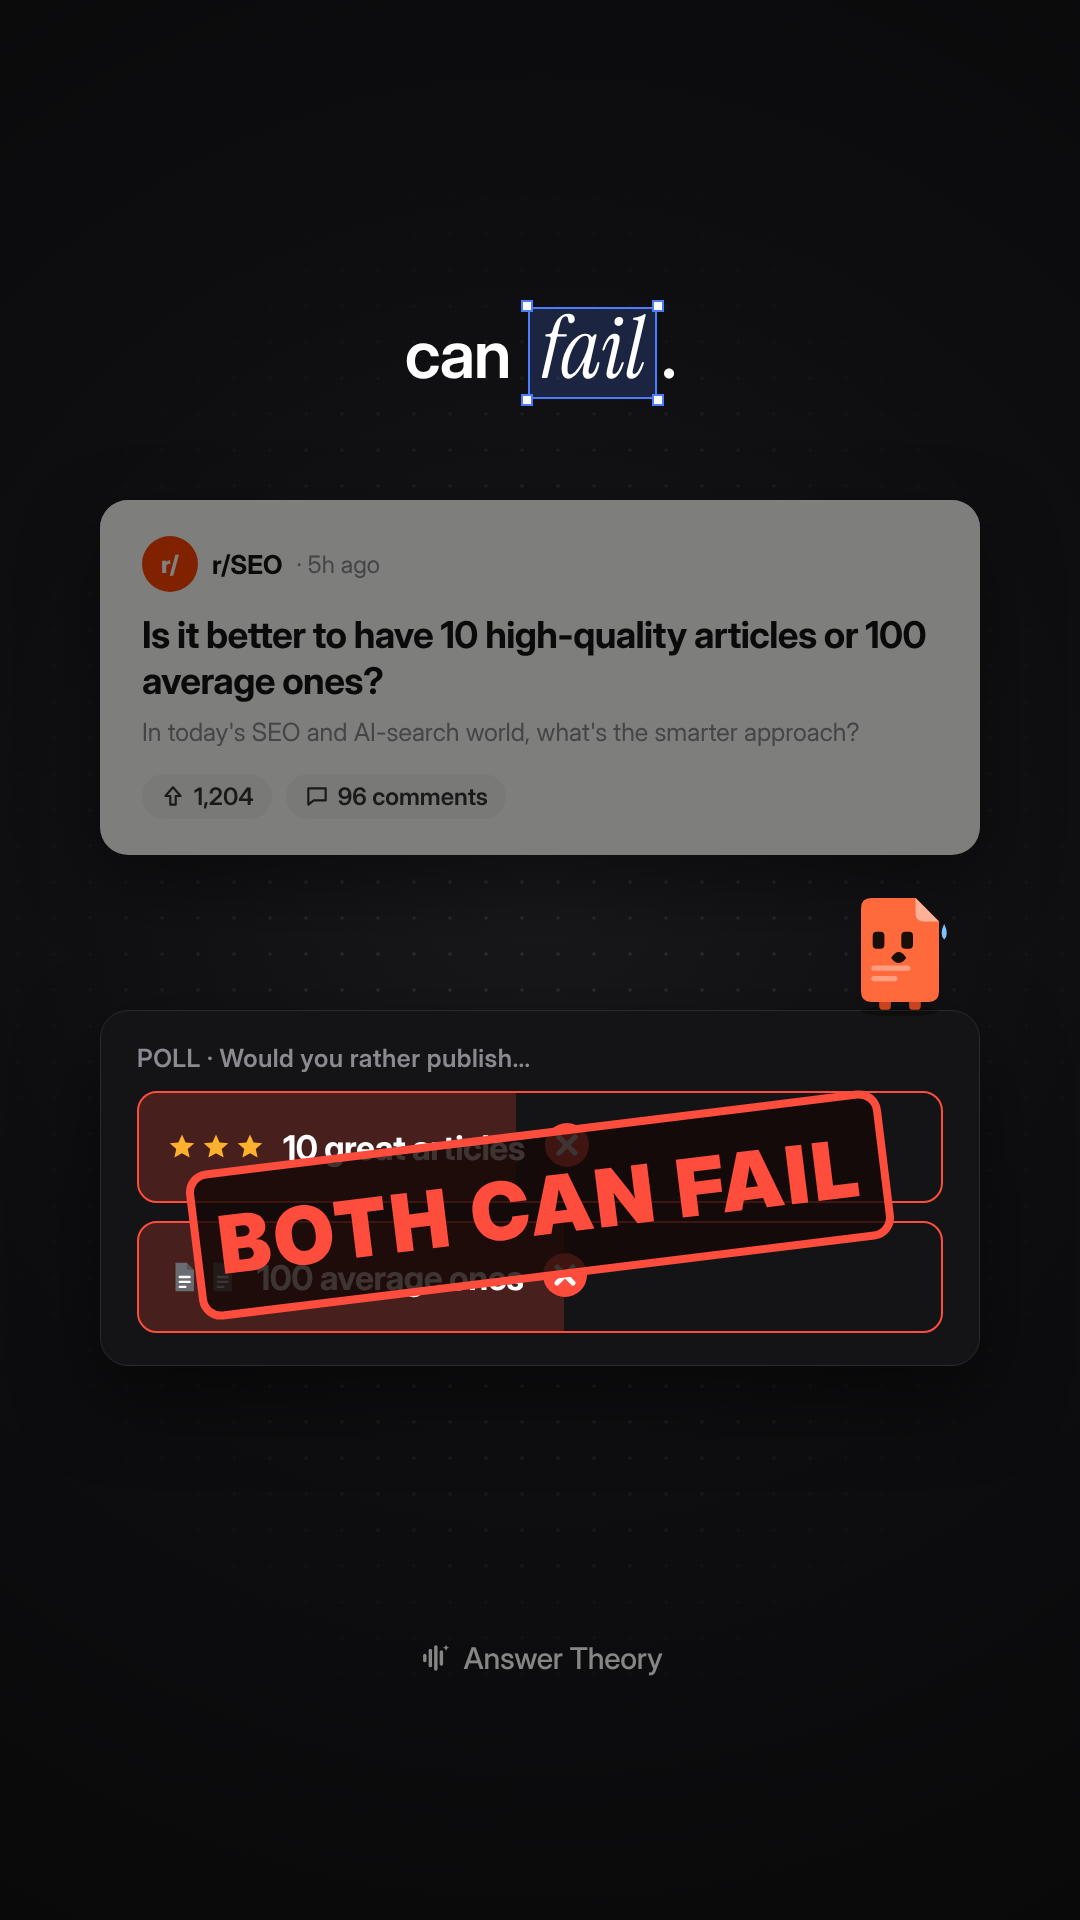 can fail.
r/ r/SEO · 5h ago
Is it better to have 10 high-quality articles or 100
average ones?
In today's SEO and AI-search world, what's the smarter approach?
1,204 96 comments
POLL · Would you rather publish...
10 great articles
BOTH CAN FAIL
100 average ones
Answer Theory